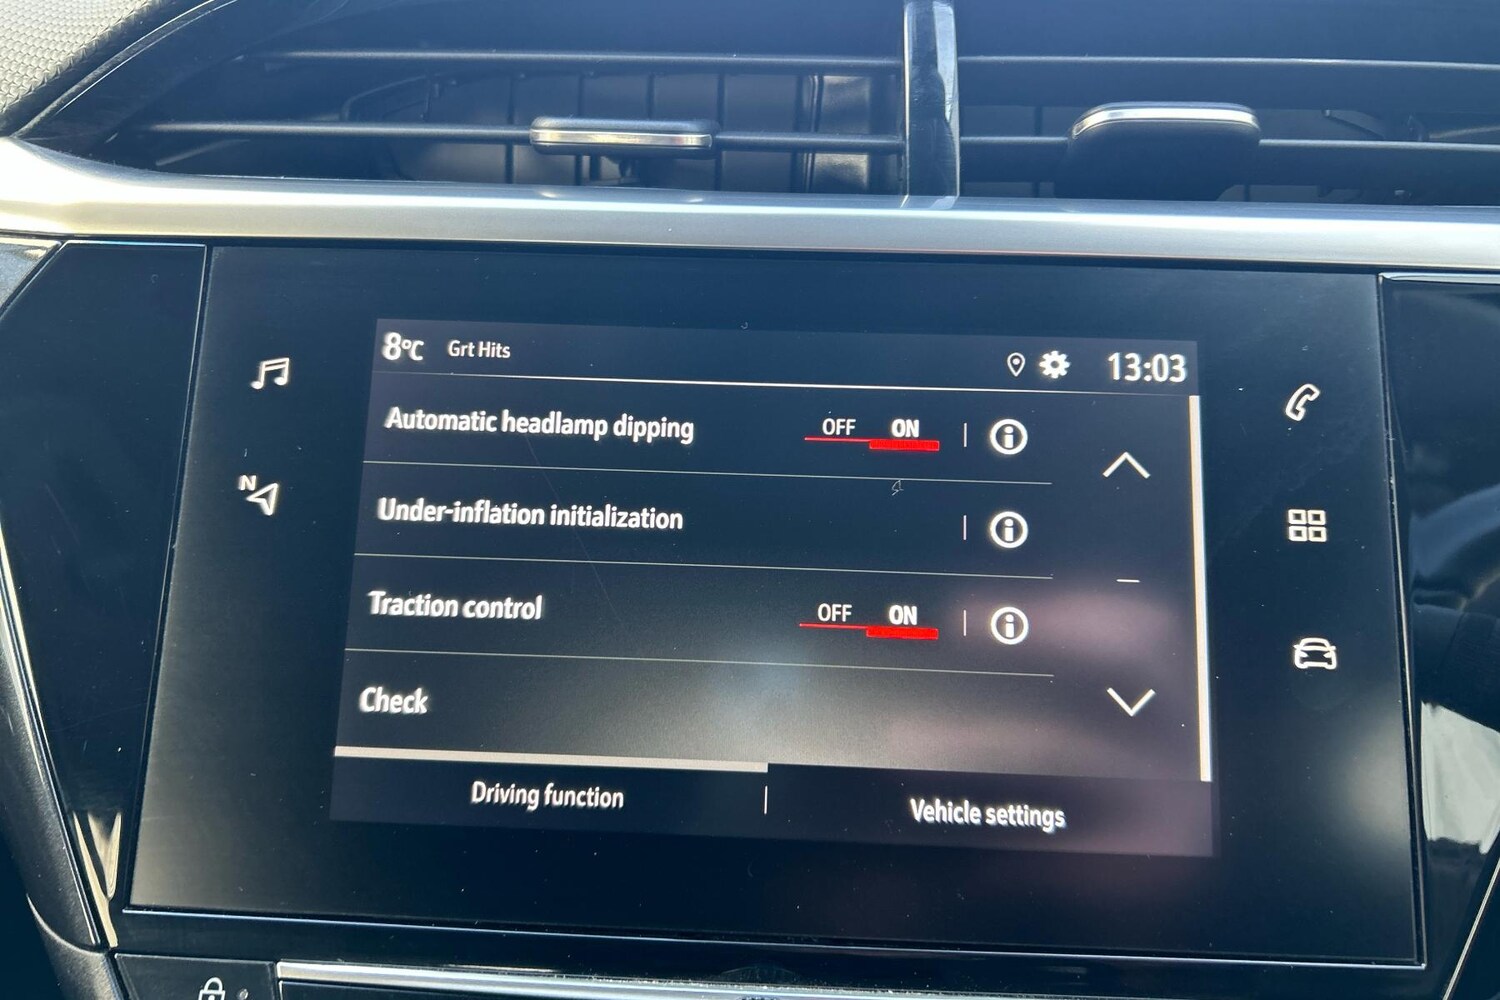 8°C Grt Hits 13:03
Automatic headlamp dipping OFF ON
N
Under-inflation initialization
Traction control OFF ON
Check
Driving function Vehicle settings